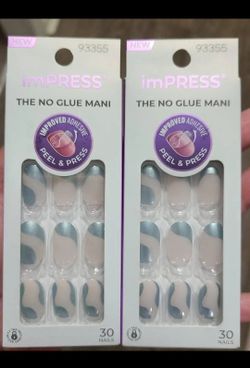 NEW
93355
imPRESS
THE NO GLUE MANI
IMPROVED ADHESIVE
PEEL & PRESS
30
NAILS
NEW
93355
imPRESS
THE NO GLUE MANI
IMPROVED ADHESIVE
PEEL & PRESS
30
NAILS